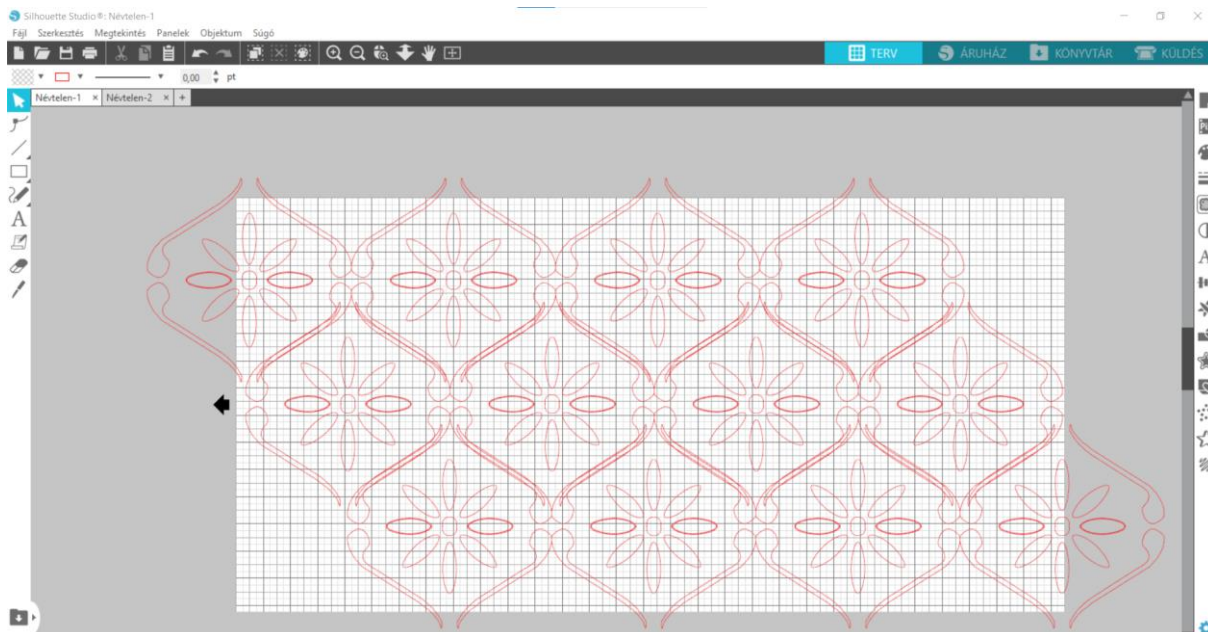 Silhouette Studio®: Névtelen-1
Fájl Szerkesztés Megtekintés Panelek Objektum Súgó
TERV ÁRUHÁZ KÖNYVTÁR KÜLDÉS
0,00 pt
Névtelen-1 × Névtelen-2 × +